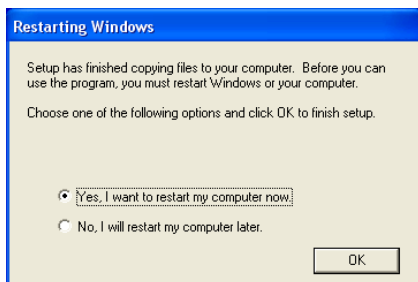 Restarting Windows
Setup has finished copying files to your computer. Before you can
use the program, you must restart Windows or your computer.
Choose one of the following options and click OK to finish setup.
Yes, I want to restart my computer now.
No, I will restart my computer later.
OK